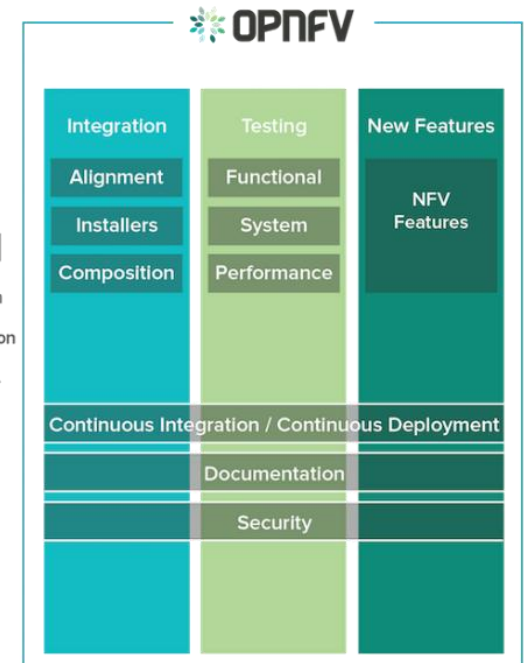 OPNFV
Integration
Testing
New Features
Alignment
Functional
NFV
Features
Installers
System
Composition
Performance
on
Continuous Integration / Continuous Deployment
Documentation
Security